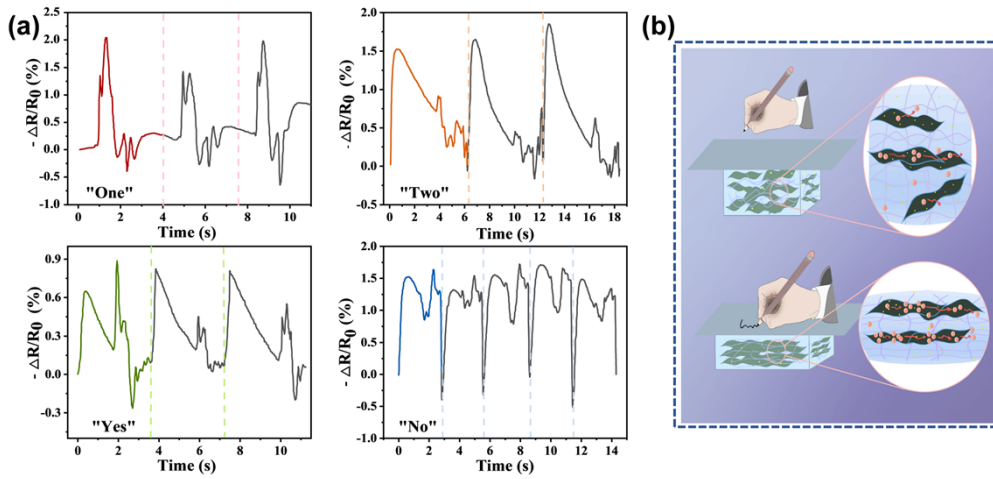 (a)
(b)
- ΔR/R0 (%)
2.5
2.0
1.5
1.0
0.5
0.0
-0.5
-1.0
"One"
0 2 4 6 8 10
Time (s)
- ΔR/R0 (%)
2.0
1.5
1.0
0.5
0.0
-0.5
"Two"
0 2 4 6 8 10 12 14 16 18
Time (s)
- ΔR/R0 (%)
0.9
0.6
0.3
0.0
-0.3
"Yes"
0 2 4 6 8 10
Time (s)
- ΔR/R0 (%)
2.0
1.5
1.0
0.5
0.0
-0.5
-1.0
"No"
0 2 4 6 8 10 12 14
Time (s)